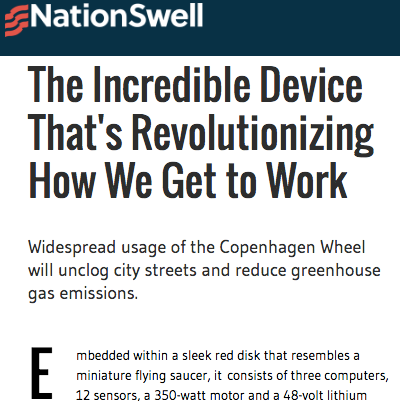 NationSwell
The Incredible Device
That's Revolutionizing
How We Get to Work
Widespread usage of the Copenhagen Wheel
will unclog city streets and reduce greenhouse
gas emissions.
Embedded within a sleek red disk that resembles a
miniature flying saucer, it consists of three computers,
12 sensors, a 350-watt motor and a 48-volt lithium